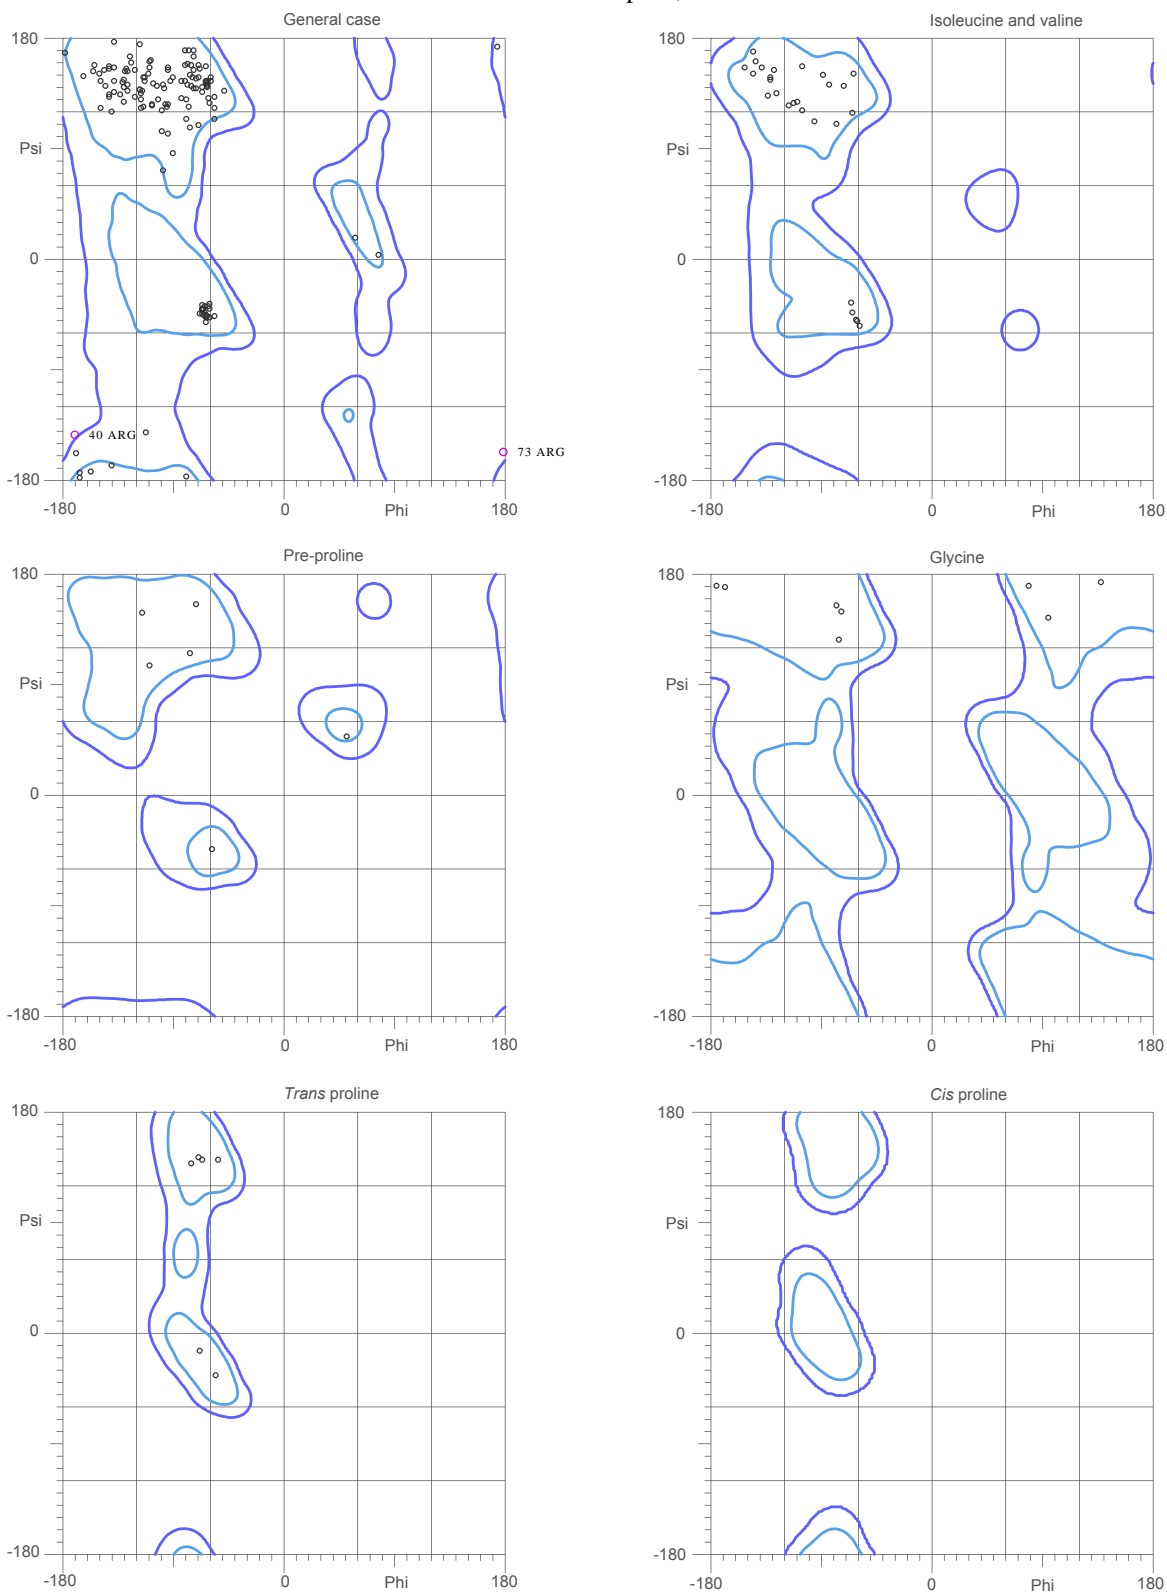 General case
Isoleucine and valine
180
180
Psi
Psi
0
0
40 ARG
73 ARG
-180
-180
-180
0
Phi
180
-180
0
Phi
180
Pre-proline
Glycine
180
180
Psi
Psi
0
0
-180
-180
-180
0
Phi
180
-180
0
Phi
180
Trans proline
Cis proline
180
180
Psi
Psi
0
0
-180
-180
-180
0
Phi
180
-180
0
Phi
180